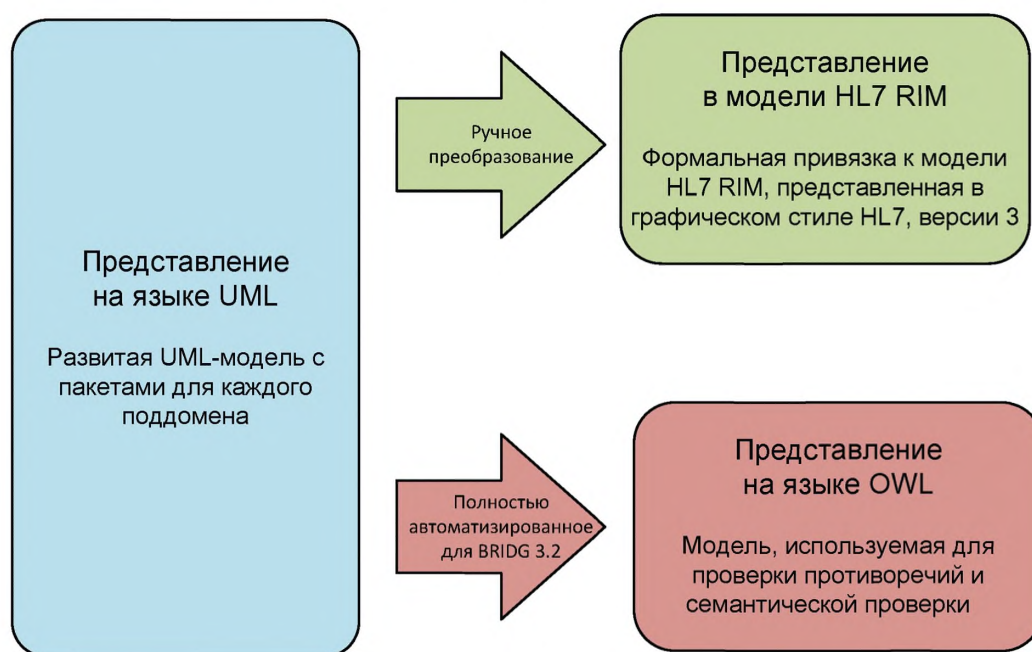 Представление
на языке UML
Развитая UML-модель с
пакетами для каждого
поддомена
Ручное
преобразование
Представление
в модели HL7 RIM
Формальная привязка к модели
HL7 RIM, представленная в
графическом стиле HL7, версии 3
Полностью
автоматизированное
для BRIDG 3.2
Представление
на языке OWL
Модель, используемая для
проверки противоречий и
семантической проверки